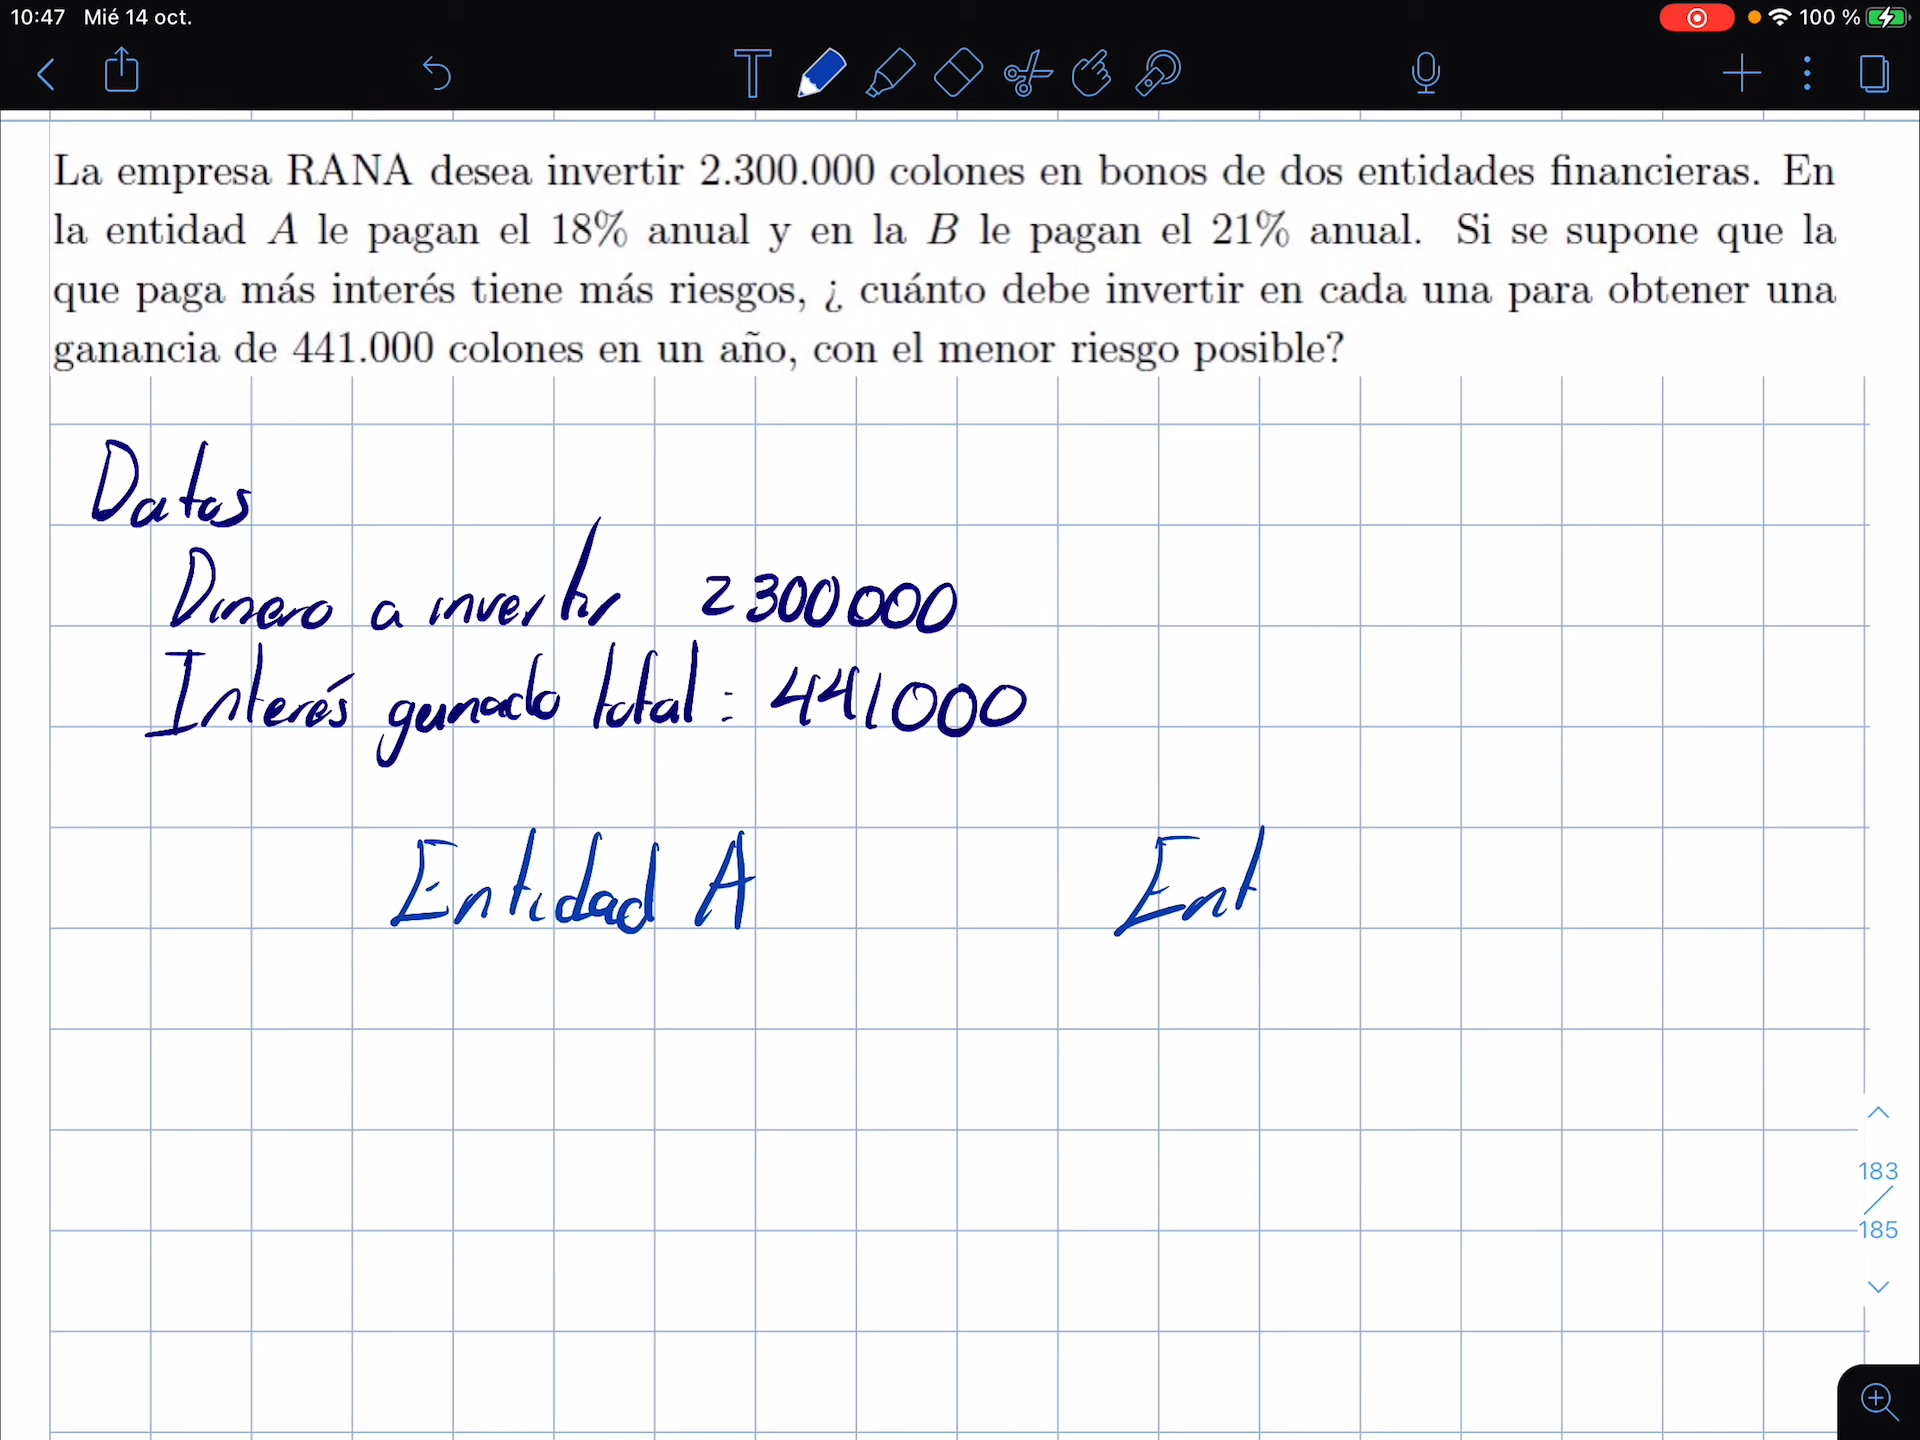 10:47 Mié 14 oct. 100 %
La empresa RANA desea invertir 2.300.000 colones en bonos de dos entidades financieras. En
la entidad A le pagan el 18% anual y en la B le pagan el 21% anual. Si se supone que la
que paga más interés tiene más riesgos, ¿ cuánto debe invertir en cada una para obtener una
ganancia de 441.000 colones en un año, con el menor riesgo posible?
Datos
Dinero a invertir 2300000
Interés ganado total: 441000
Entidad A Ent
183
185